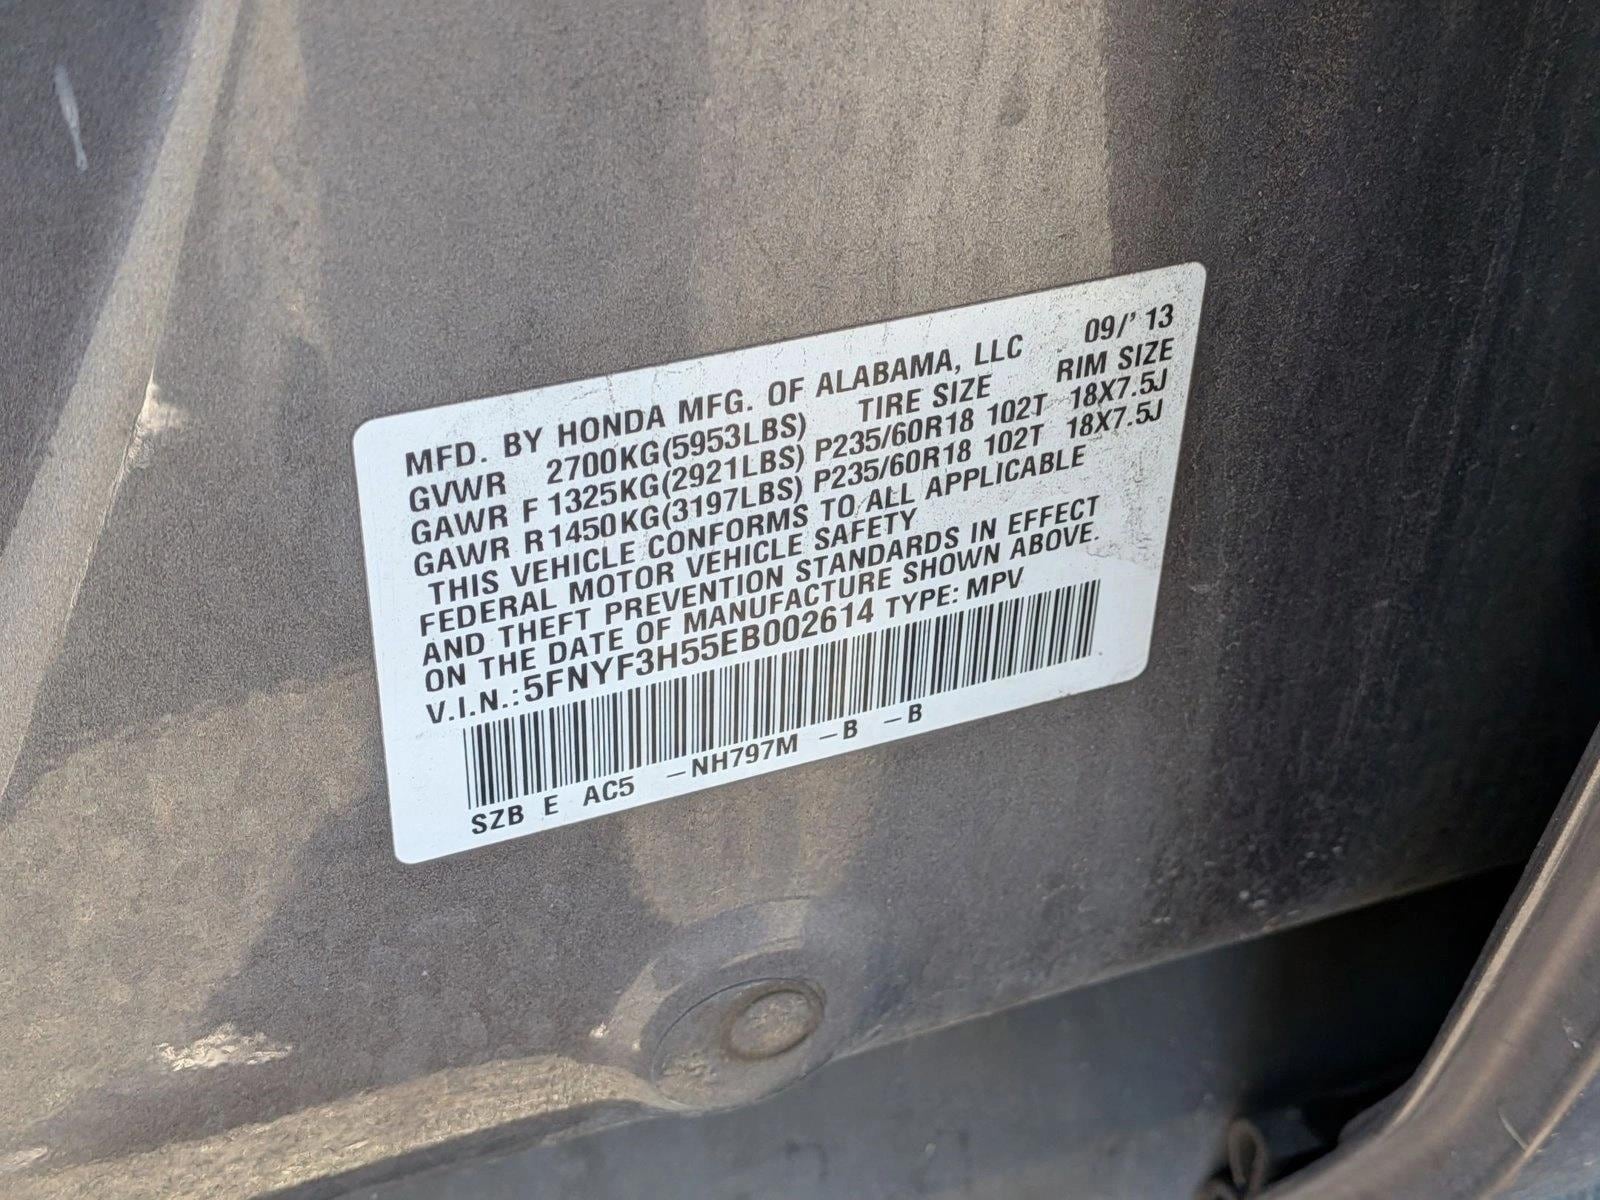 MFD. BY HONDA MFG. OF ALABAMA, LLC 09/' 13
GVWR 2700KG(5953LBS) TIRE SIZE RIM SIZE
GAWR F 1325KG(2921LBS) P235/60R18 102T 18X7.5J
GAWR R 1450KG(3197LBS) P235/60R18 102T 18X7.5J
THIS VEHICLE CONFORMS TO ALL APPLICABLE
FEDERAL MOTOR VEHICLE SAFETY
AND THEFT PREVENTION STANDARDS IN EFFECT
ON THE DATE OF MANUFACTURE SHOWN ABOVE.
V.I.N.:5FNYF3H55EB002614 TYPE: MPV
SZB E AC5 -NH797M -B -B